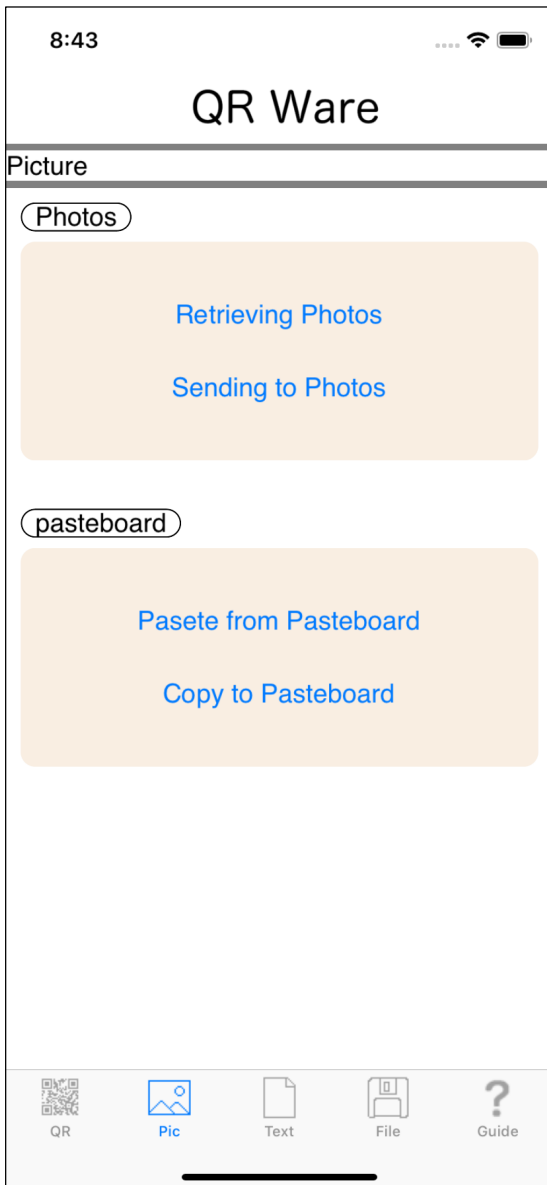 8:43
QR Ware
Picture
Photos
Retrieving Photos
Sending to Photos
pasteboard
Pasete from Pasteboard
Copy to Pasteboard
QR Pic Text File Guide